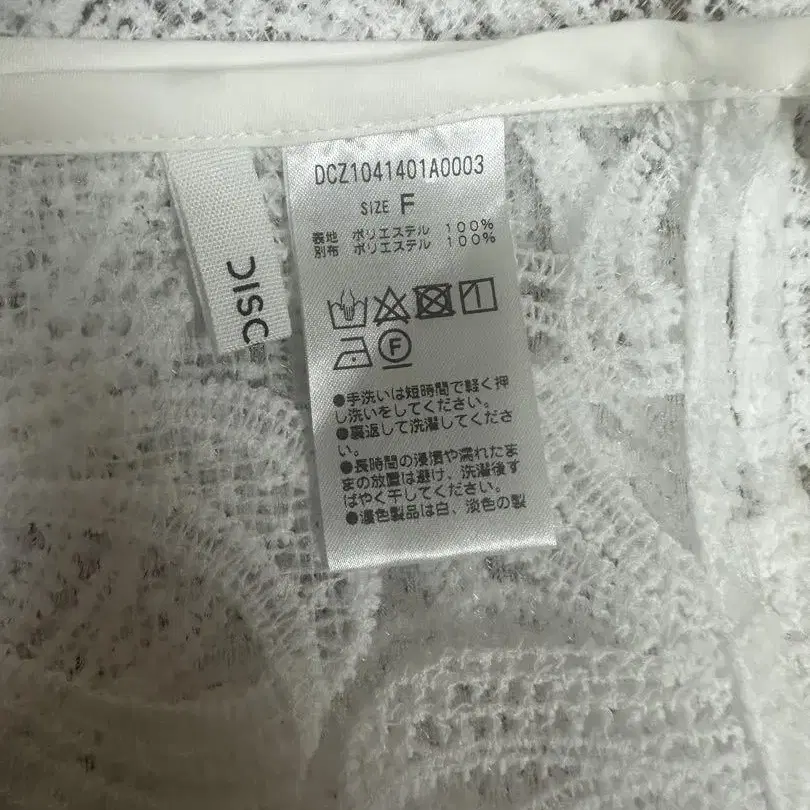 DCZ1041401A0003
SIZE F
表地 ポリエステル 100%
別布 ポリエステル 100%
F
●手洗いは短時間で軽く押
し洗いをしてください。
●裏返して洗濯してくださ
い。
●長時間の浸漬や濡れたま
まの放置は避け、洗濯後す
ばやく干してください。
●濃色製品は白、淡色の製
DISC